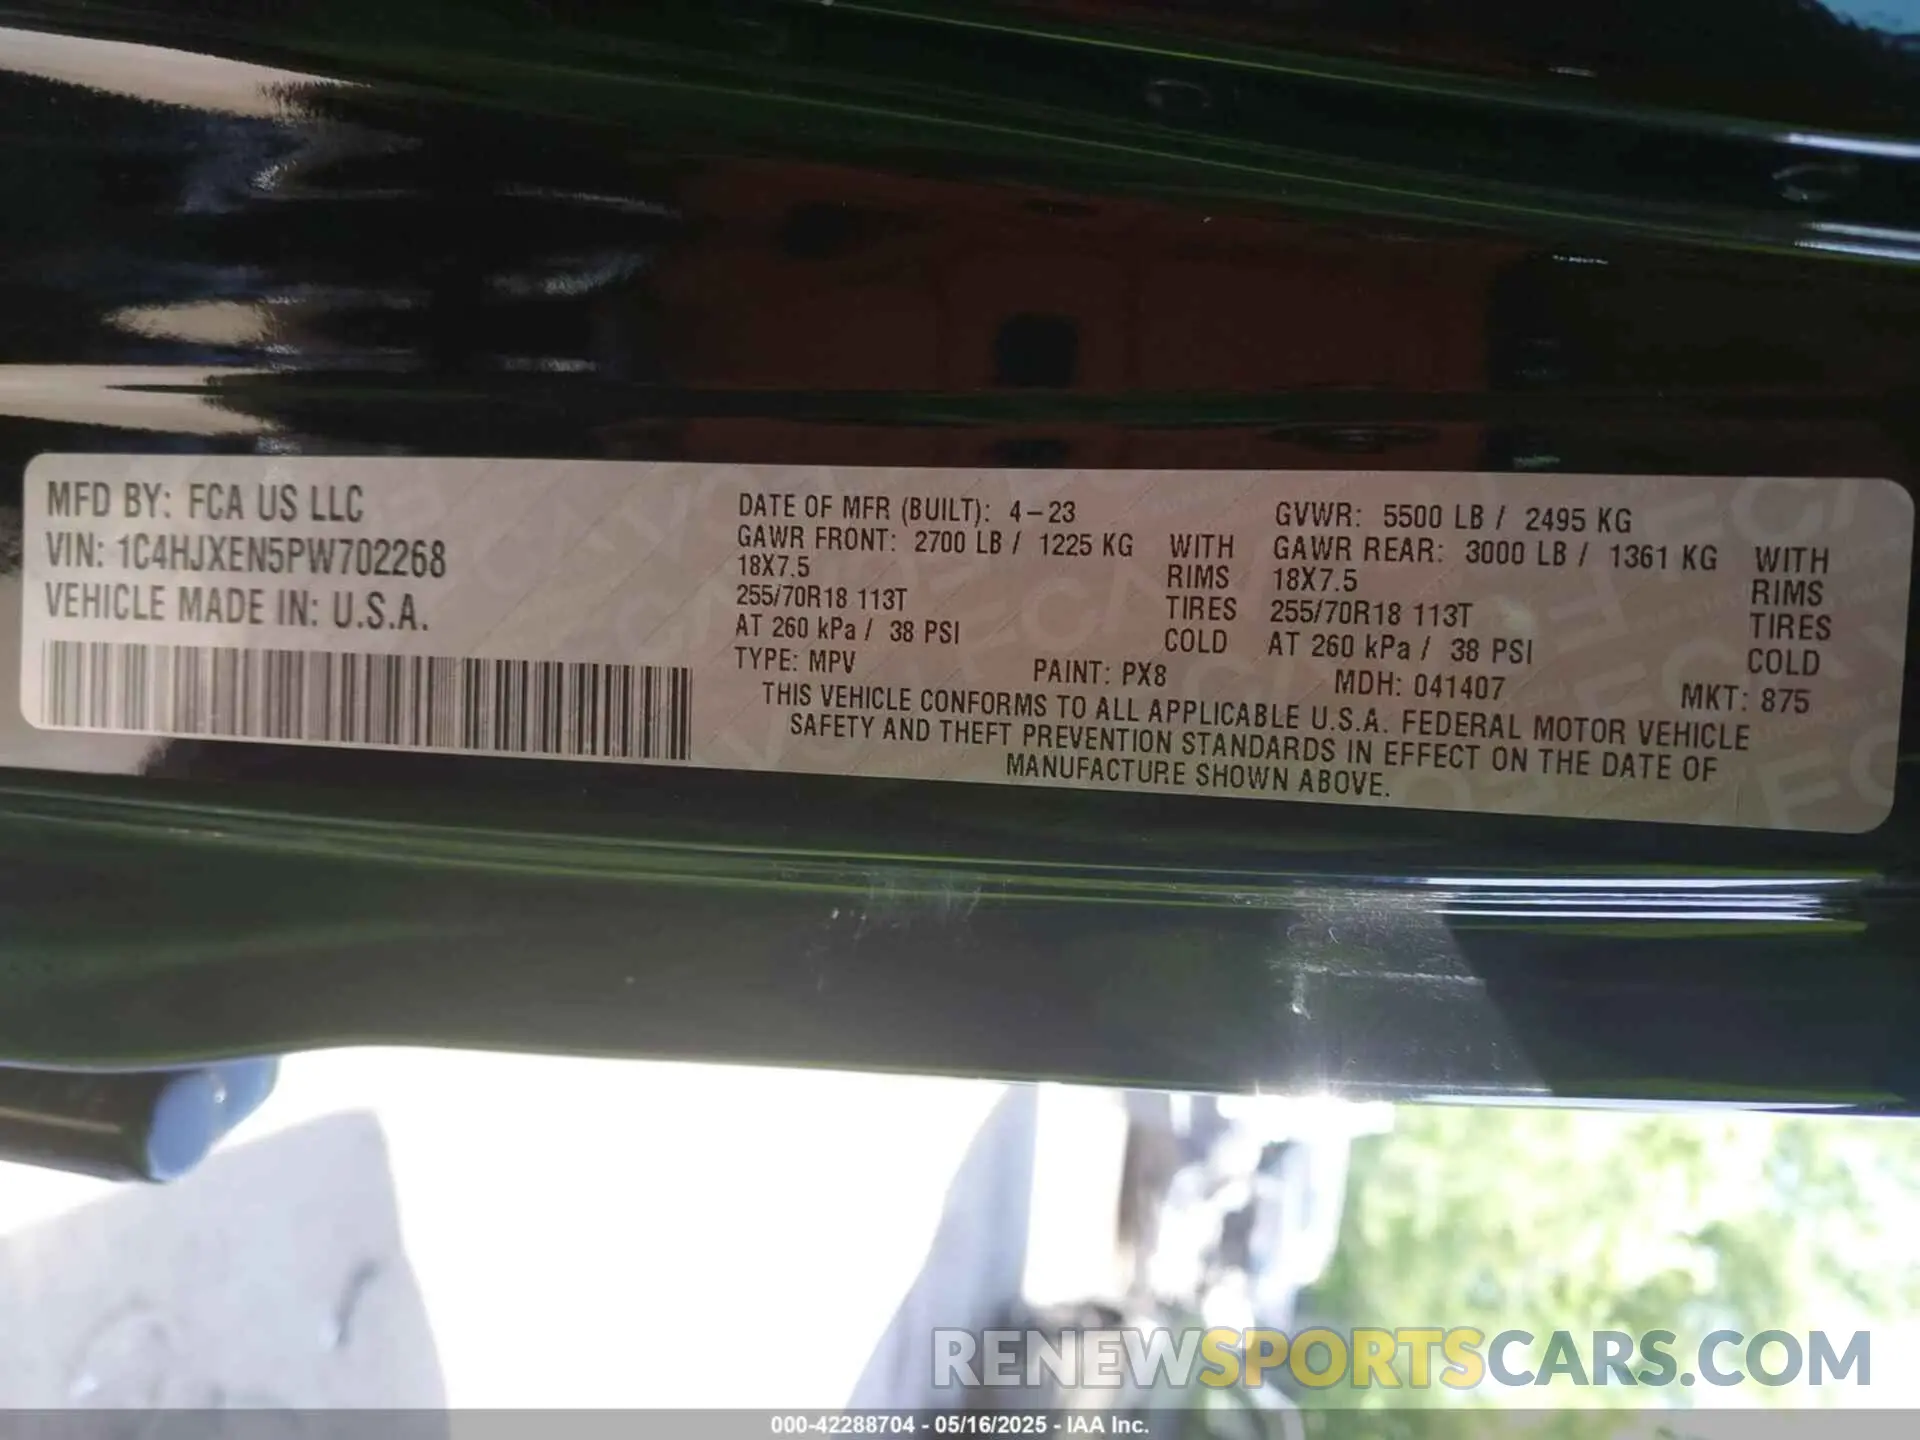 MFD BY: FCA US LLC
VIN: 1C4HJXEN5PW702268
VEHICLE MADE IN: U.S.A.
DATE OF MFR (BUILT): 4-23 GVWR: 5500 LB / 2495 KG
GAWR FRONT: 2700 LB / 1225 KG WITH GAWR REAR: 3000 LB / 1361 KG WITH
18X7.5 RIMS 18X7.5 RIMS
255/70R18 113T TIRES 255/70R18 113T TIRES
AT 260 kPa / 38 PSI COLD AT 260 kPa / 38 PSI COLD
TYPE: MPV PAINT: PX8 MDH: 041407 MKT: 875
THIS VEHICLE CONFORMS TO ALL APPLICABLE U.S.A. FEDERAL MOTOR VEHICLE
SAFETY AND THEFT PREVENTION STANDARDS IN EFFECT ON THE DATE OF
MANUFACTURE SHOWN ABOVE.
RENEWSPORTSCARS.COM
000-42288704 - 05/16/2025 - IAA Inc.